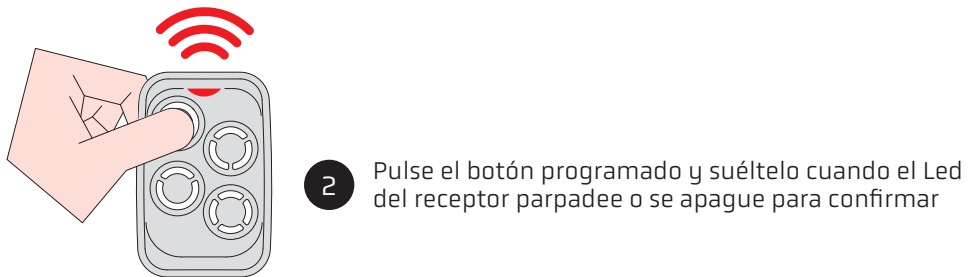 2
Pulse el botón programado y suéltelo cuando el Led
del receptor parpadee o se apague para confirmar